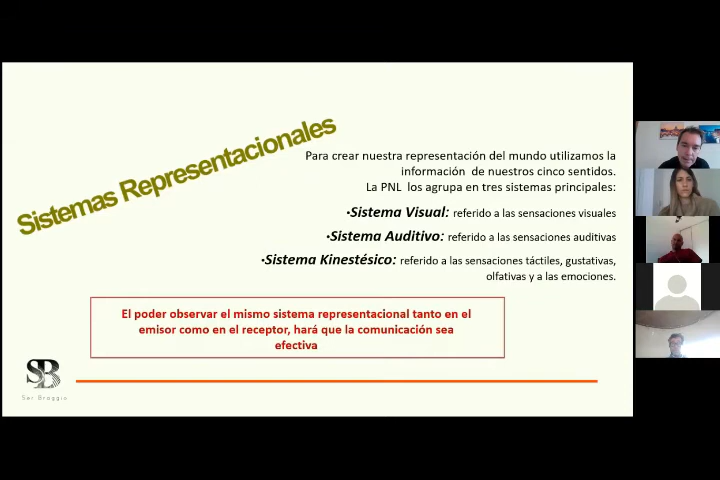 Sistemas Representacionales
Para crear nuestra representación del mundo utilizamos la
información de nuestros cinco sentidos.
La PNL los agrupa en tres sistemas principales:
•Sistema Visual: referido a las sensaciones visuales
•Sistema Auditivo: referido a las sensaciones auditivas
•Sistema Kinestésico: referido a las sensaciones táctiles, gustativas,
olfativas y a las emociones.
El poder observar el mismo sistema representacional tanto en el
emisor como en el receptor, hará que la comunicación sea
efectiva
SB
Ser Broggio